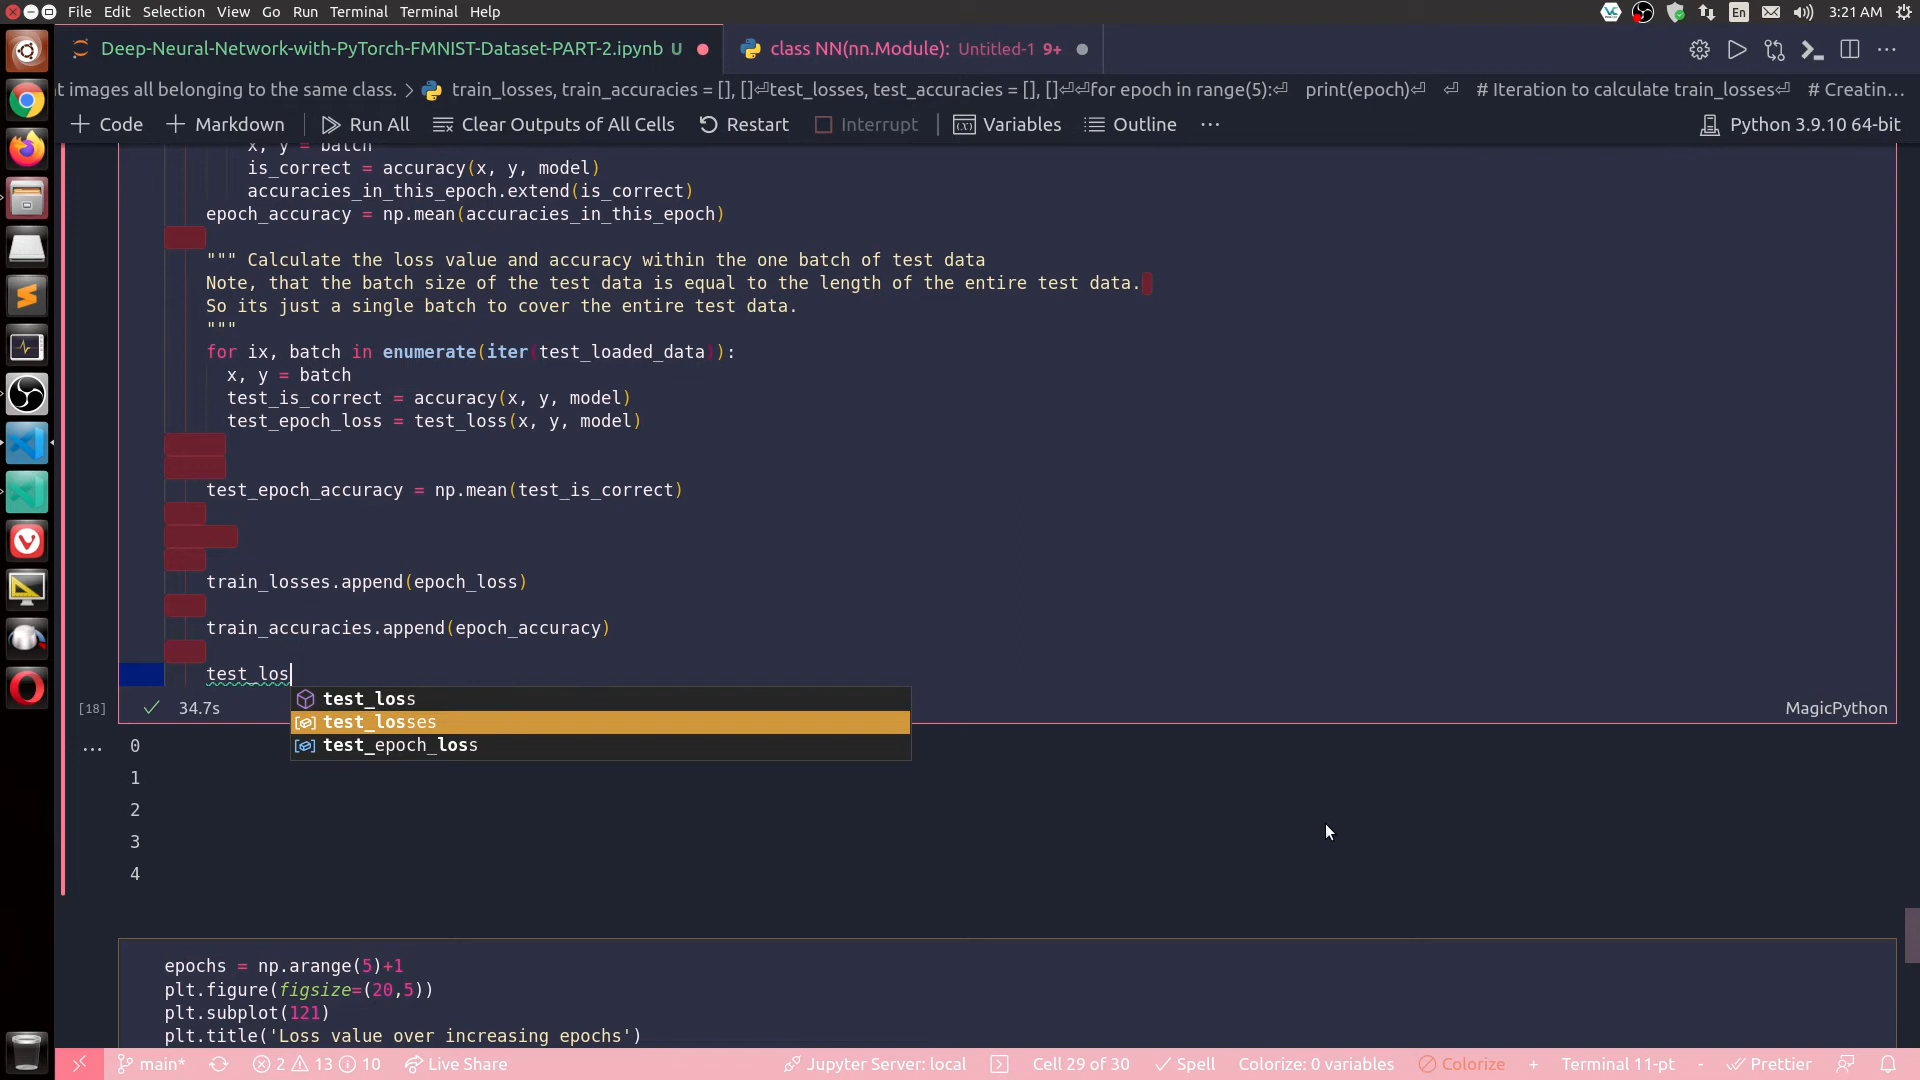 File Edit Selection View Go Run Terminal Terminal Help
En 3:21 AM
Deep-Neural-Network-with-PyTorch-FMNIST-Dataset-PART-2.ipynb U
class NN(nn.Module): Untitled-1 9+
t images all belonging to the same class. > train_losses, train_accuracies = [], []⏎test_losses, test_accuracies = [], []⏎⏎for epoch in range(5):⏎ print(epoch)⏎ ⏎ # Iteration to calculate train_losses⏎ # Creatin...
+ Code + Markdown Run All Clear Outputs of All Cells Restart Interrupt Variables Outline ... Python 3.9.10 64-bit
x, y = batch
is_correct = accuracy(x, y, model)
accuracies_in_this_epoch.extend(is_correct)
epoch_accuracy = np.mean(accuracies_in_this_epoch)
""" Calculate the loss value and accuracy within the one batch of test data
Note, that the batch size of the test data is equal to the length of the entire test data.
So its just a single batch to cover the entire test data.
"""
for ix, batch in enumerate(iter(test_loaded_data)):
x, y = batch
test_is_correct = accuracy(x, y, model)
test_epoch_loss = test_loss(x, y, model)
test_epoch_accuracy = np.mean(test_is_correct)
train_losses.append(epoch_loss)
train_accuracies.append(epoch_accuracy)
test_los
test_loss
[18] 34.7s MagicPython
test_losses
test_epoch_loss
... 0
1
2
3
4
epochs = np.arange(5)+1
plt.figure(figsize=(20,5))
plt.subplot(121)
plt.title('Loss value over increasing epochs')
main* 2 13 10 Live Share Jupyter Server: local Cell 29 of 30 Spell Colorize: 0 variables Colorize + Terminal 11-pt - Prettier